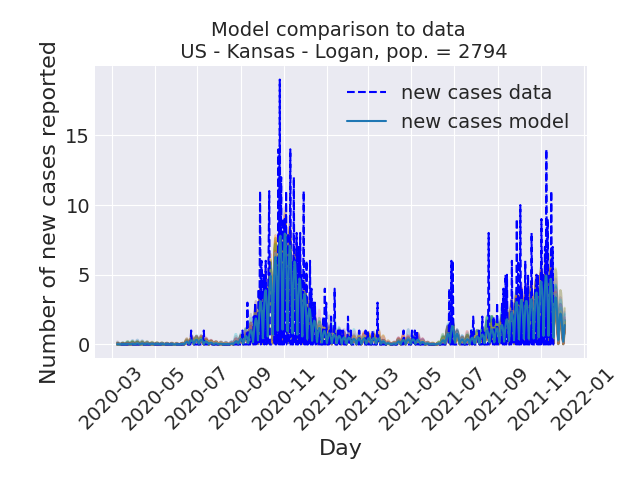 Model comparison to data
US - Kansas - Logan, pop. = 2794
new cases data
new cases model
Number of new cases reported
15
10
5
0
2020-03
2020-05
2020-07
2020-09
2020-11
2021-01
2021-03
2021-05
2021-07
2021-09
2021-11
2022-01
Day